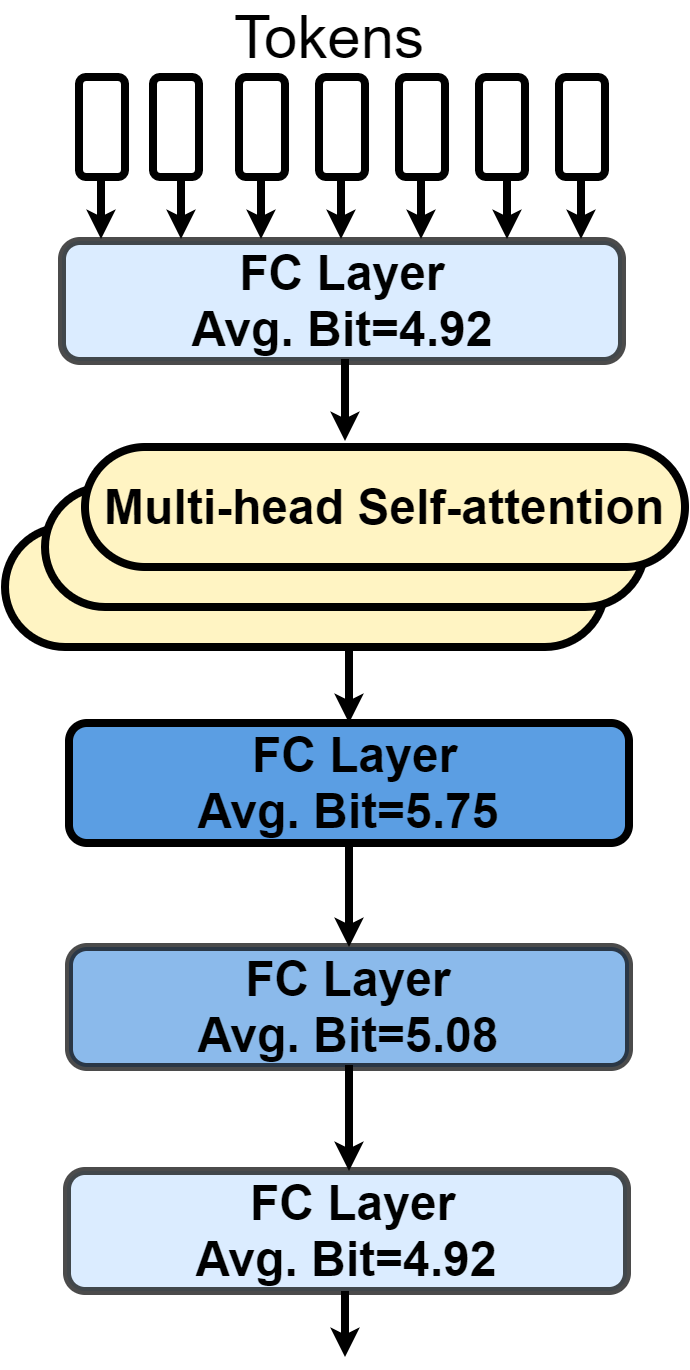 Tokens
FC Layer
Avg. Bit=4.92
Multi-head Self-attention
FC Layer
Avg. Bit=5.75
FC Layer
Avg. Bit=5.08
FC Layer
Avg. Bit=4.92